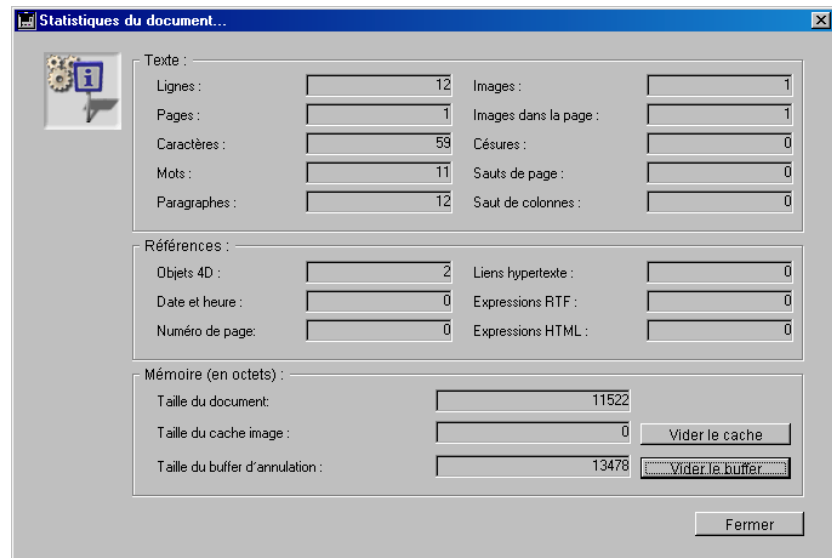 Statistiques du document...
Texte :
Lignes : 12 Images : 1
Pages : 1 Images dans la page : 1
Caractères : 59 Césures : 0
Mots : 11 Sauts de page : 0
Paragraphes : 12 Saut de colonnes : 0
Références :
Objets 4D : 2 Liens hypertexte : 0
Date et heure : 0 Expressions RTF : 0
Numéro de page: 0 Expressions HTML : 0
Mémoire (en octets) :
Taille du document: 11522
Taille du cache image : 0 Vider le cache
Taille du buffer d'annulation : 13478 Vider le buffer
Fermer